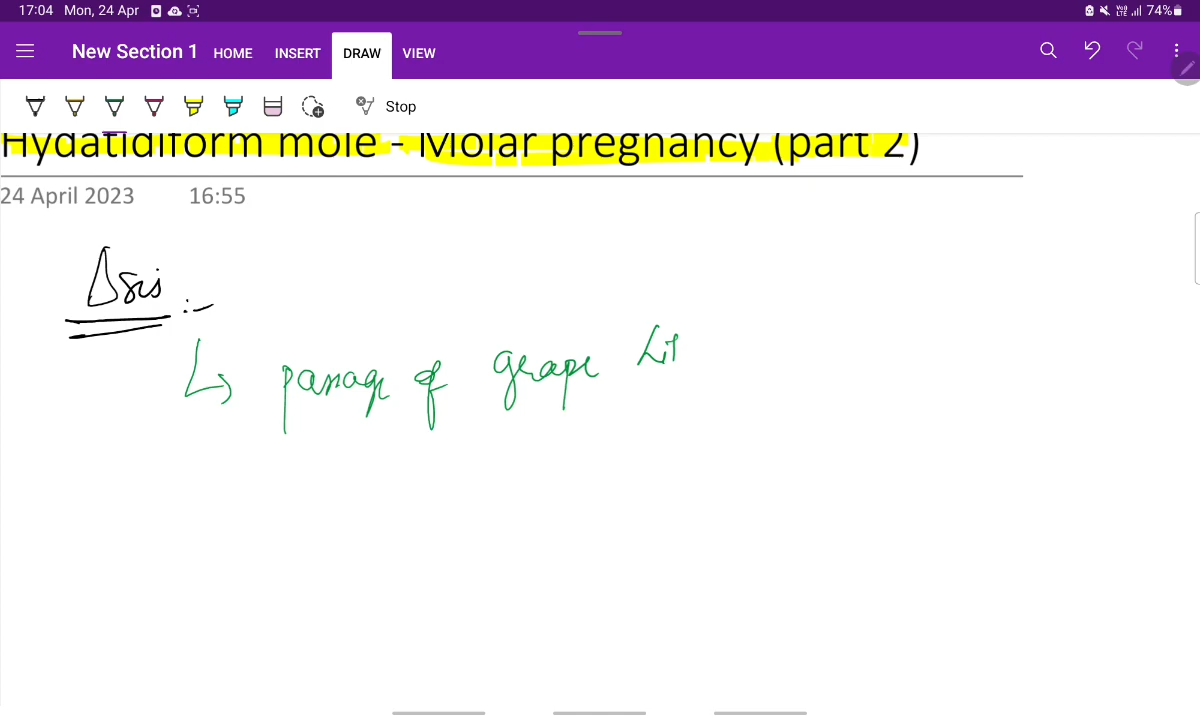 17:04 Mon, 24 Apr 74%
New Section 1 HOME INSERT DRAW VIEW
Stop
Hydatidiform mole - Molar pregnancy (part 2)
24 April 2023 16:55
Δsis :-
↳ passage of grape